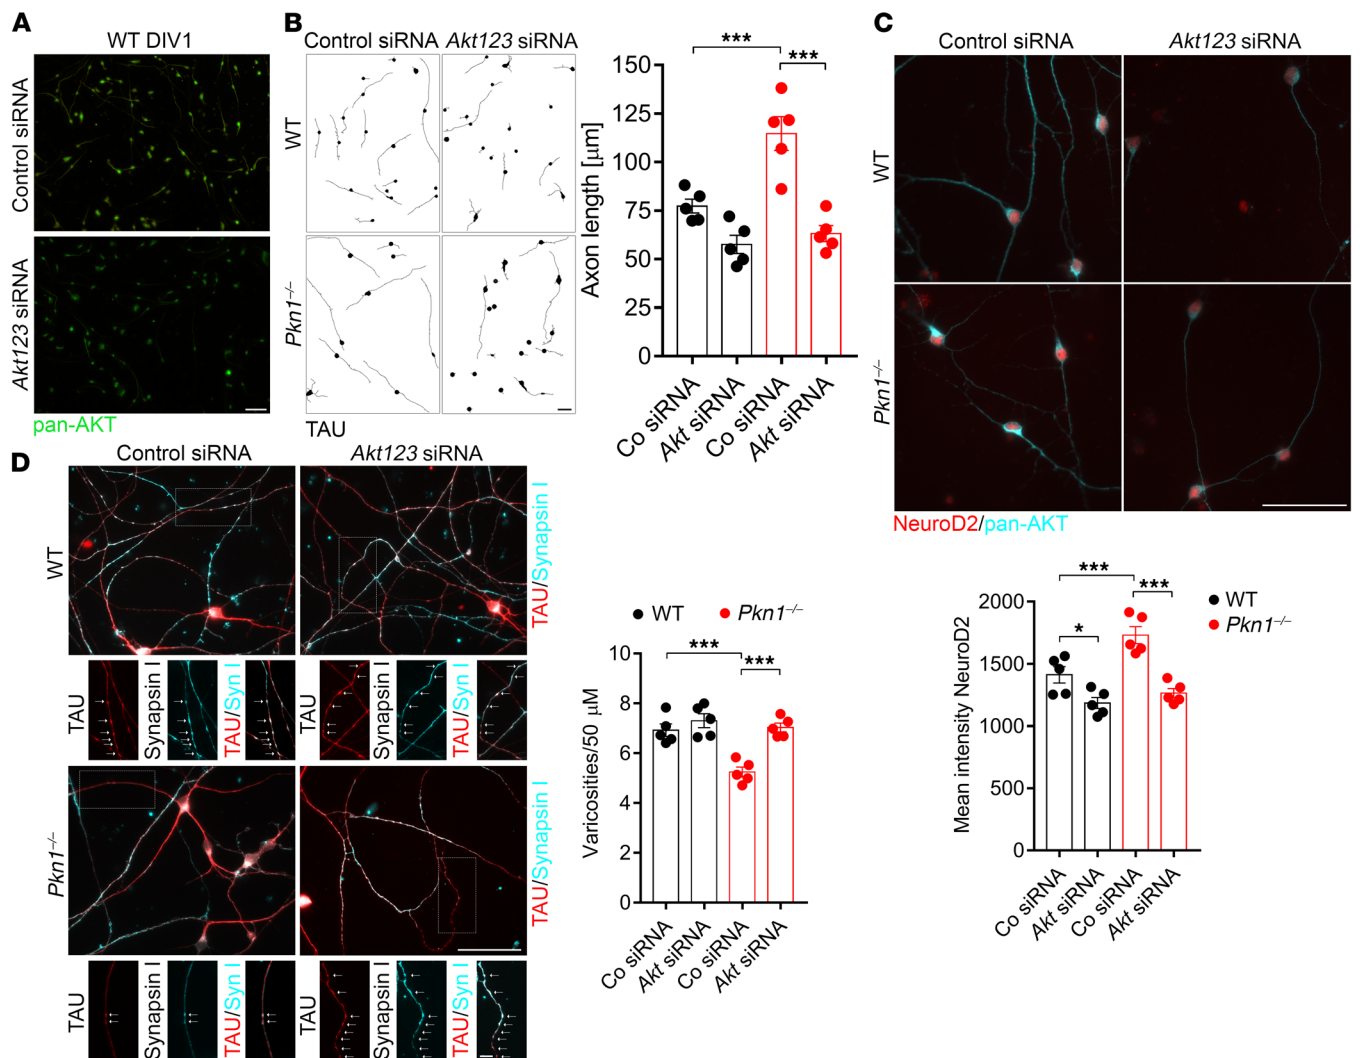 A
WT DIV1
Control siRNA
Akt123 siRNA
pan-AKT
B
Control siRNA
Akt123 siRNA
WT
Pkn1–/–
TAU
Axon length [μm]
150
125
100
75
50
25
0
***
***
Co siRNA
Akt siRNA
Co siRNA
Akt siRNA
C
Control siRNA
Akt123 siRNA
WT
Pkn1–/–
NeuroD2/pan-AKT
WT
Pkn1–/–
Mean intensity NeuroD2
2000
1500
1000
500
0
***
***
*
Co siRNA
Akt siRNA
Co siRNA
Akt siRNA
D
Control siRNA
Akt123 siRNA
WT
TAU/Synapsin I
TAU
Synapsin I
TAU/Syn I
TAU
Synapsin I
TAU/Syn I
Pkn1–/–
TAU/Synapsin I
TAU
Synapsin I
TAU/Syn I
TAU
Synapsin I
TAU/Syn I
WT
Pkn1–/–
Varicosities/50 μM
10
8
6
4
2
0
***
***
Co siRNA
Akt siRNA
Co siRNA
Akt siRNA